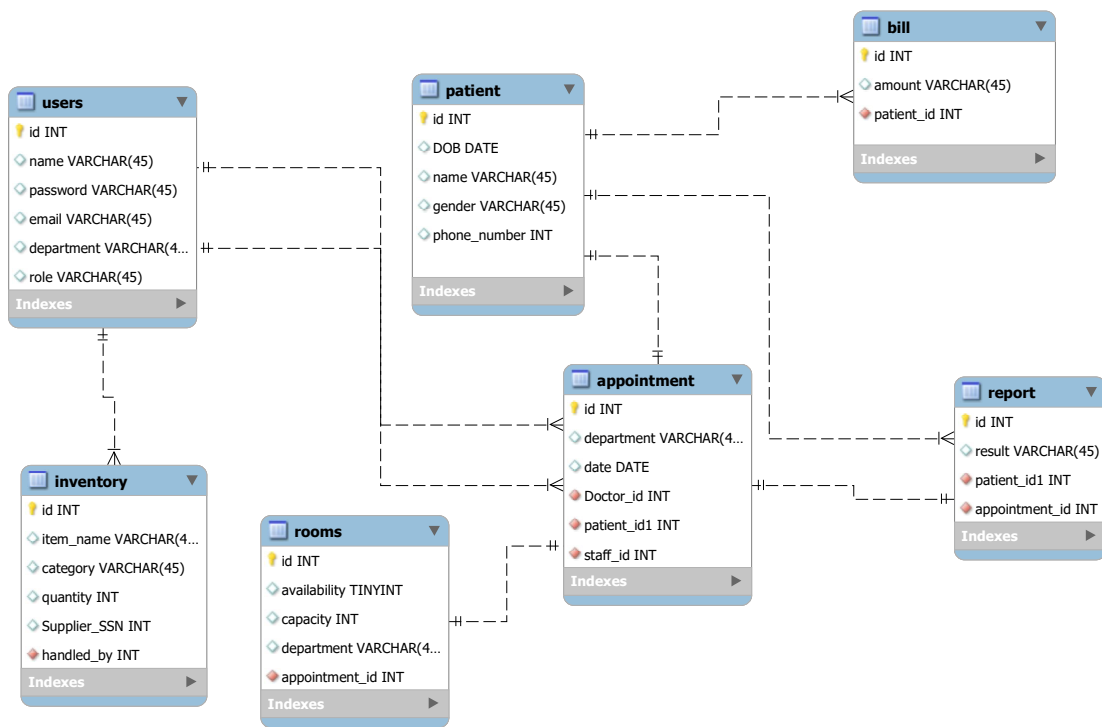 users
id INT
name VARCHAR(45)
password VARCHAR(45)
email VARCHAR(45)
department VARCHAR(4...
role VARCHAR(45)
Indexes
patient
id INT
DOB DATE
name VARCHAR(45)
gender VARCHAR(45)
phone_number INT
Indexes
bill
id INT
amount VARCHAR(45)
patient_id INT
Indexes
inventory
id INT
item_name VARCHAR(4...
category VARCHAR(45)
quantity INT
Supplier_SSN INT
handled_by INT
Indexes
rooms
id INT
availability TINYINT
capacity INT
department VARCHAR(4...
appointment_id INT
Indexes
appointment
id INT
department VARCHAR(4...
date DATE
Doctor_id INT
patient_id1 INT
staff_id INT
Indexes
report
id INT
result VARCHAR(45)
patient_id1 INT
appointment_id INT
Indexes